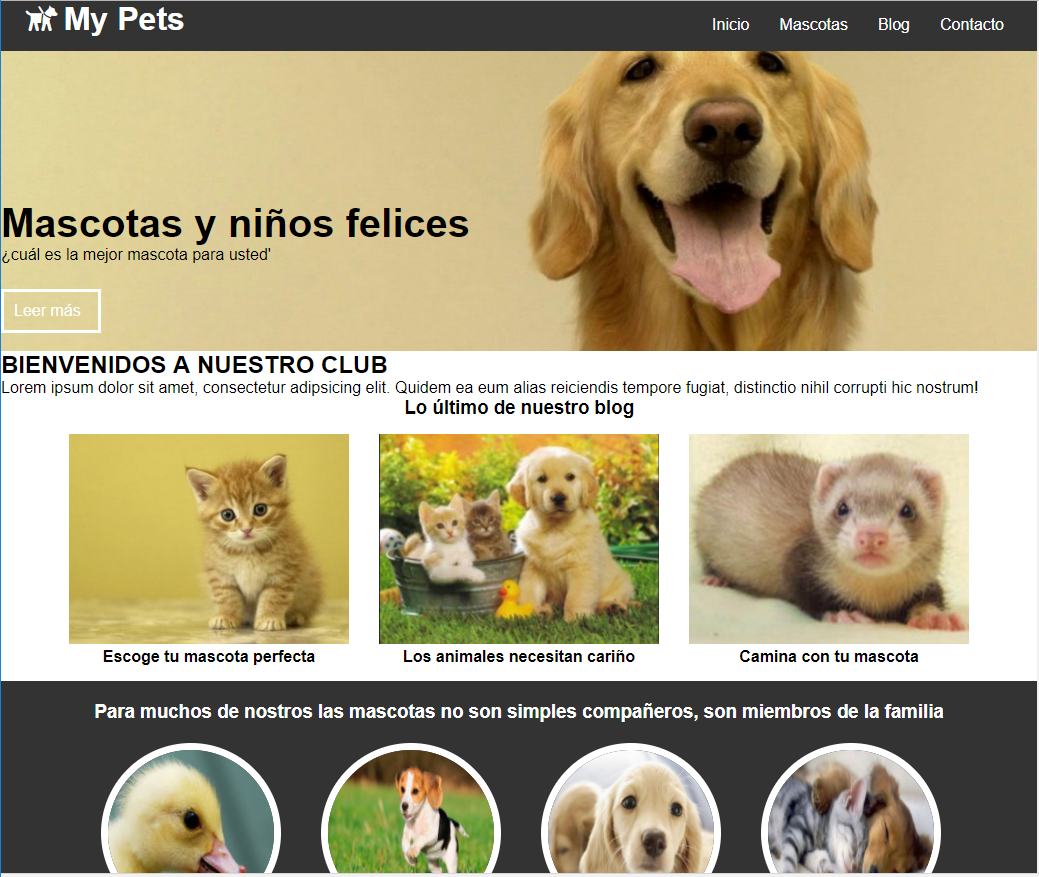 My Pets
Inicio Mascotas Blog Contacto
Mascotas y niños felices
¿cuál es la mejor mascota para usted'
Leer más
BIENVENIDOS A NUESTRO CLUB
Lorem ipsum dolor sit amet, consectetur adipsicing elit. Quidem ea eum alias reiciendis tempore fugiat, distinctio nihil corrupti hic nostrum!
Lo último de nuestro blog
Escoge tu mascota perfecta
Los animales necesitan cariño
Camina con tu mascota
Para muchos de nostros las mascotas no son simples compañeros, son miembros de la familia